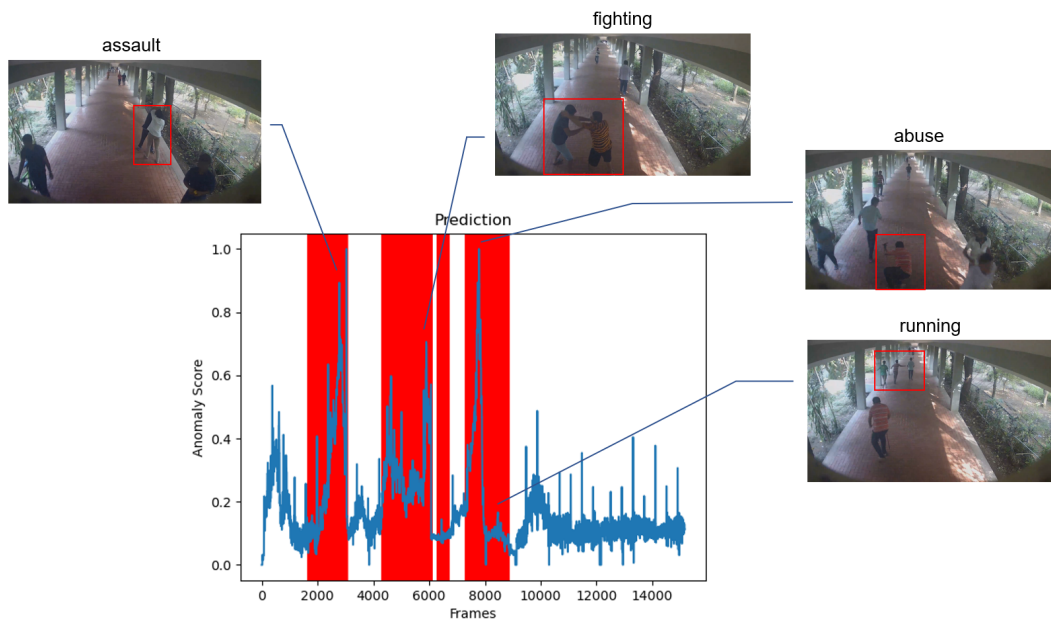 fighting
assault
abuse
Prediction
running
Anomaly Score
1.0
0.8
0.6
0.4
0.2
0.0
0 2000 4000 6000 8000 10000 12000 14000
Frames